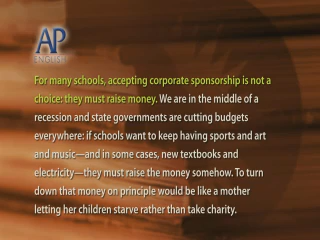 AP
ENGLISH
For many schools, accepting corporate sponsorship is not a
choice: they must raise money. We are in the middle of a
recession and state governments are cutting budgets
everywhere: if schools want to keep having sports and art
and music—and in some cases, new textbooks and
electricity—they must raise the money somehow. To turn
down that money on principle would be like a mother
letting her children starve rather than take charity.